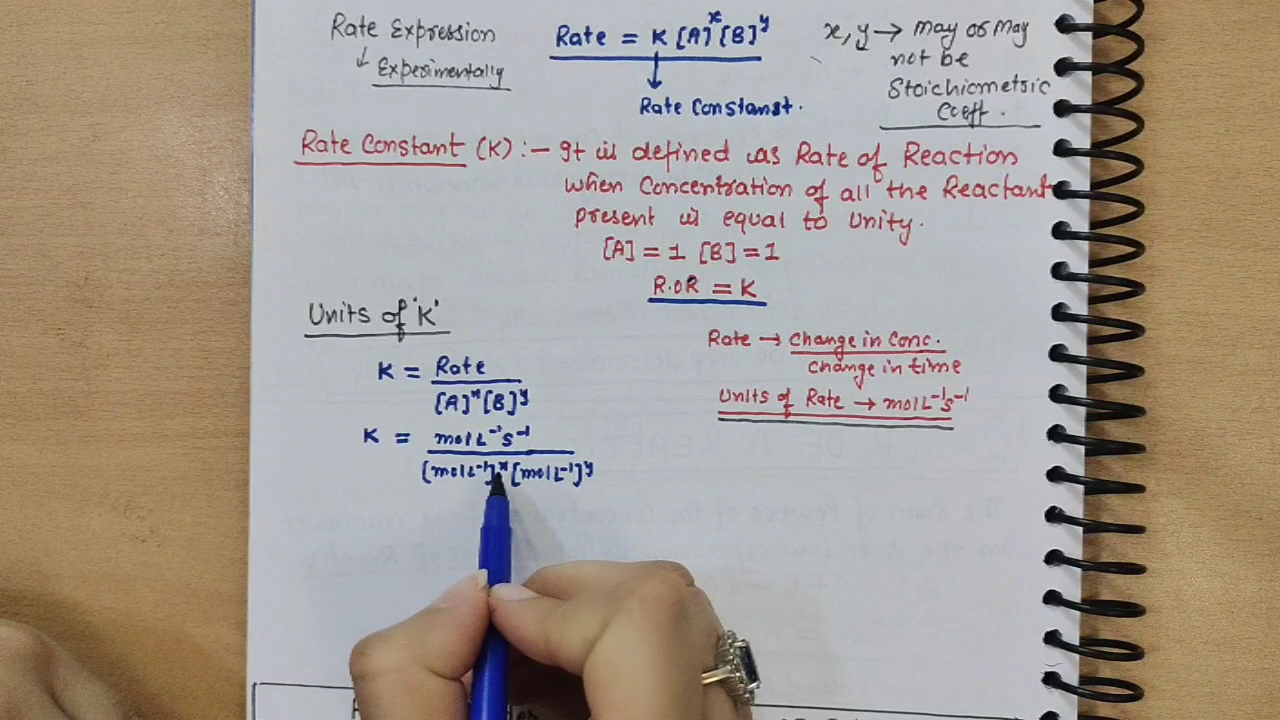 Rate Expression
↳ Experimentally
Rate = K [A]^x [B]^y
↓
Rate Constant.
x, y → may or may
not be
Stoichiometric
Coeff.
Rate Constant (K) :- It is defined as Rate of Reaction
when Concentration of all the Reactant
present is equal to Unity.
[A] = 1 [B] = 1
R.OR = K
Units of 'K'
K = Rate
[A]^x [B]^y
K = mol L⁻¹ s⁻¹
[mol L⁻¹]^x [mol L⁻¹]^y
Rate → Change in Conc.
Change in time
Units of Rate → mol L⁻¹ s⁻¹